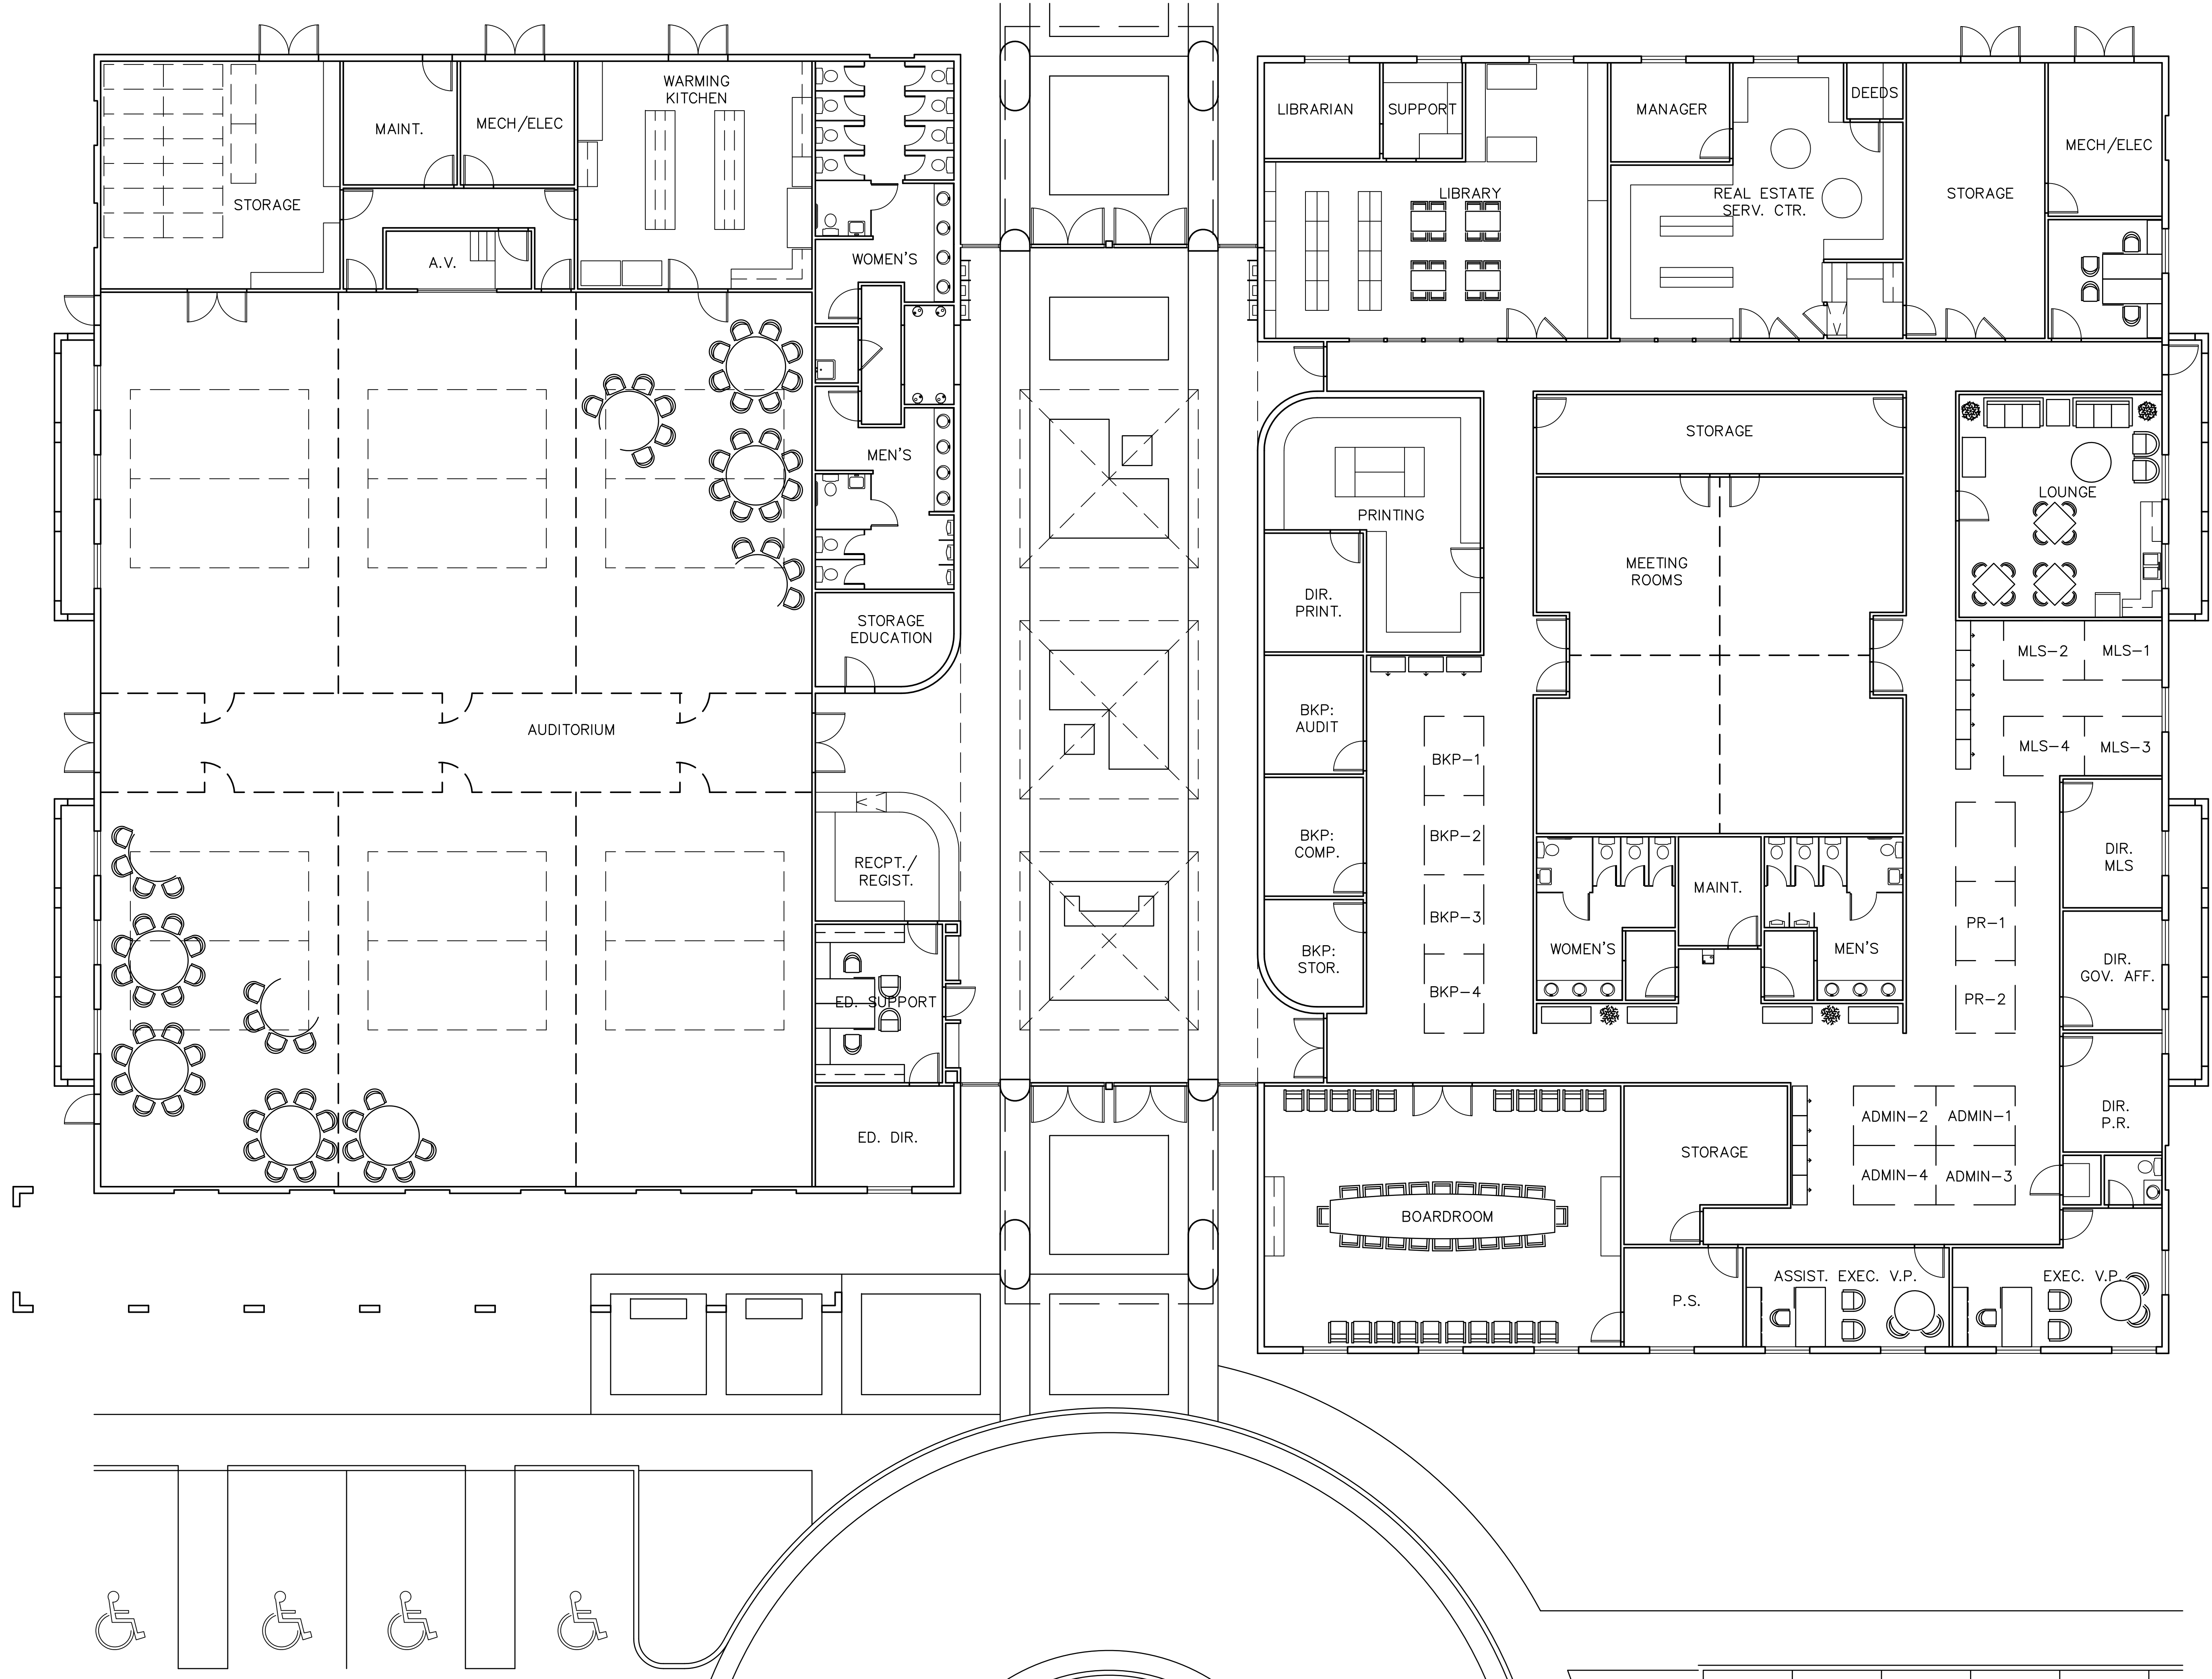 WARMING
KITCHEN
MAINT.
MECH/ELEC
STORAGE
A.V.
WOMEN'S
MEN'S
STORAGE
EDUCATION
AUDITORIUM
RECPT./
REGIST.
ED. SUPPORT
ED. DIR.
LIBRARIAN
SUPPORT
LIBRARY
MANAGER
DEEDS
REAL ESTATE
SERV. CTR.
STORAGE
MECH/ELEC
STORAGE
PRINTING
LOUNGE
MEETING
ROOMS
DIR.
PRINT.
MLS-2
MLS-1
MLS-4
MLS-3
BKP:
AUDIT
BKP-1
BKP:
COMP.
BKP-2
DIR.
MLS
MAINT.
BKP-3
PR-1
WOMEN'S
MEN'S
BKP:
STOR.
BKP-4
DIR.
GOV. AFF.
PR-2
DIR.
P.R.
ADMIN-2
ADMIN-1
STORAGE
ADMIN-4
ADMIN-3
BOARDROOM
P.S.
ASSIST. EXEC. V.P.
EXEC. V.P.